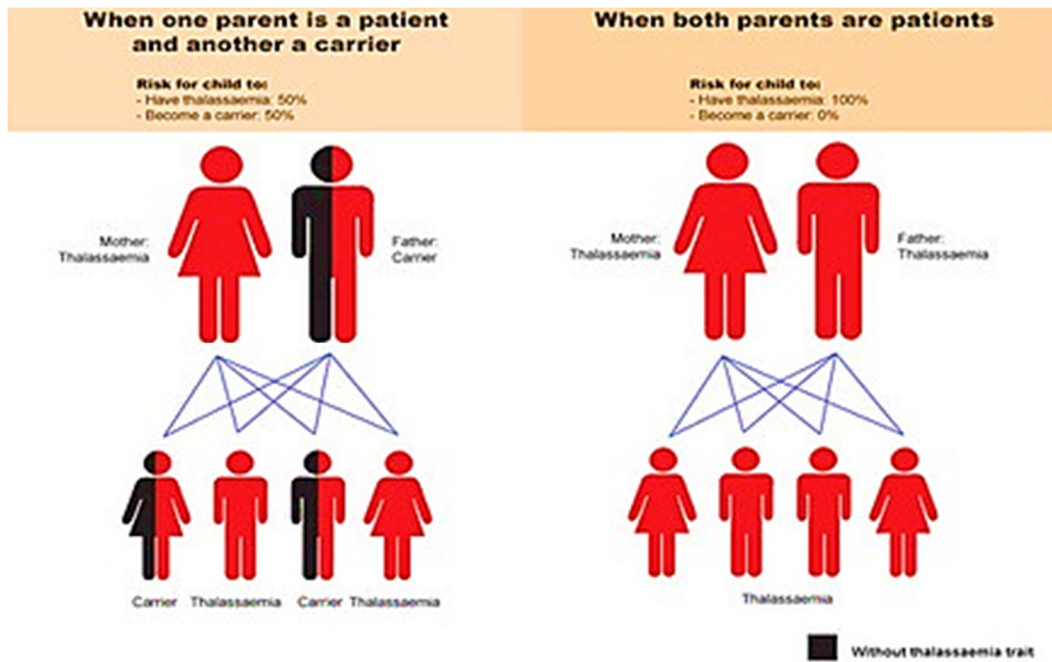 When one parent is a patient
and another a carrier
Risk for child to:
- Have thalassaemia: 50%
- Become a carrier: 50%
Mother:
Thalassaemia
Father:
Carrier
Carrier Thalassaemia Carrier Thalassaemia
When both parents are patients
Risk for child to:
- Have thalassaemia: 100%
- Become a carrier: 0%
Mother:
Thalassaemia
Father:
Thalassaemia
Thalassaemia
Without thalassaemia trait